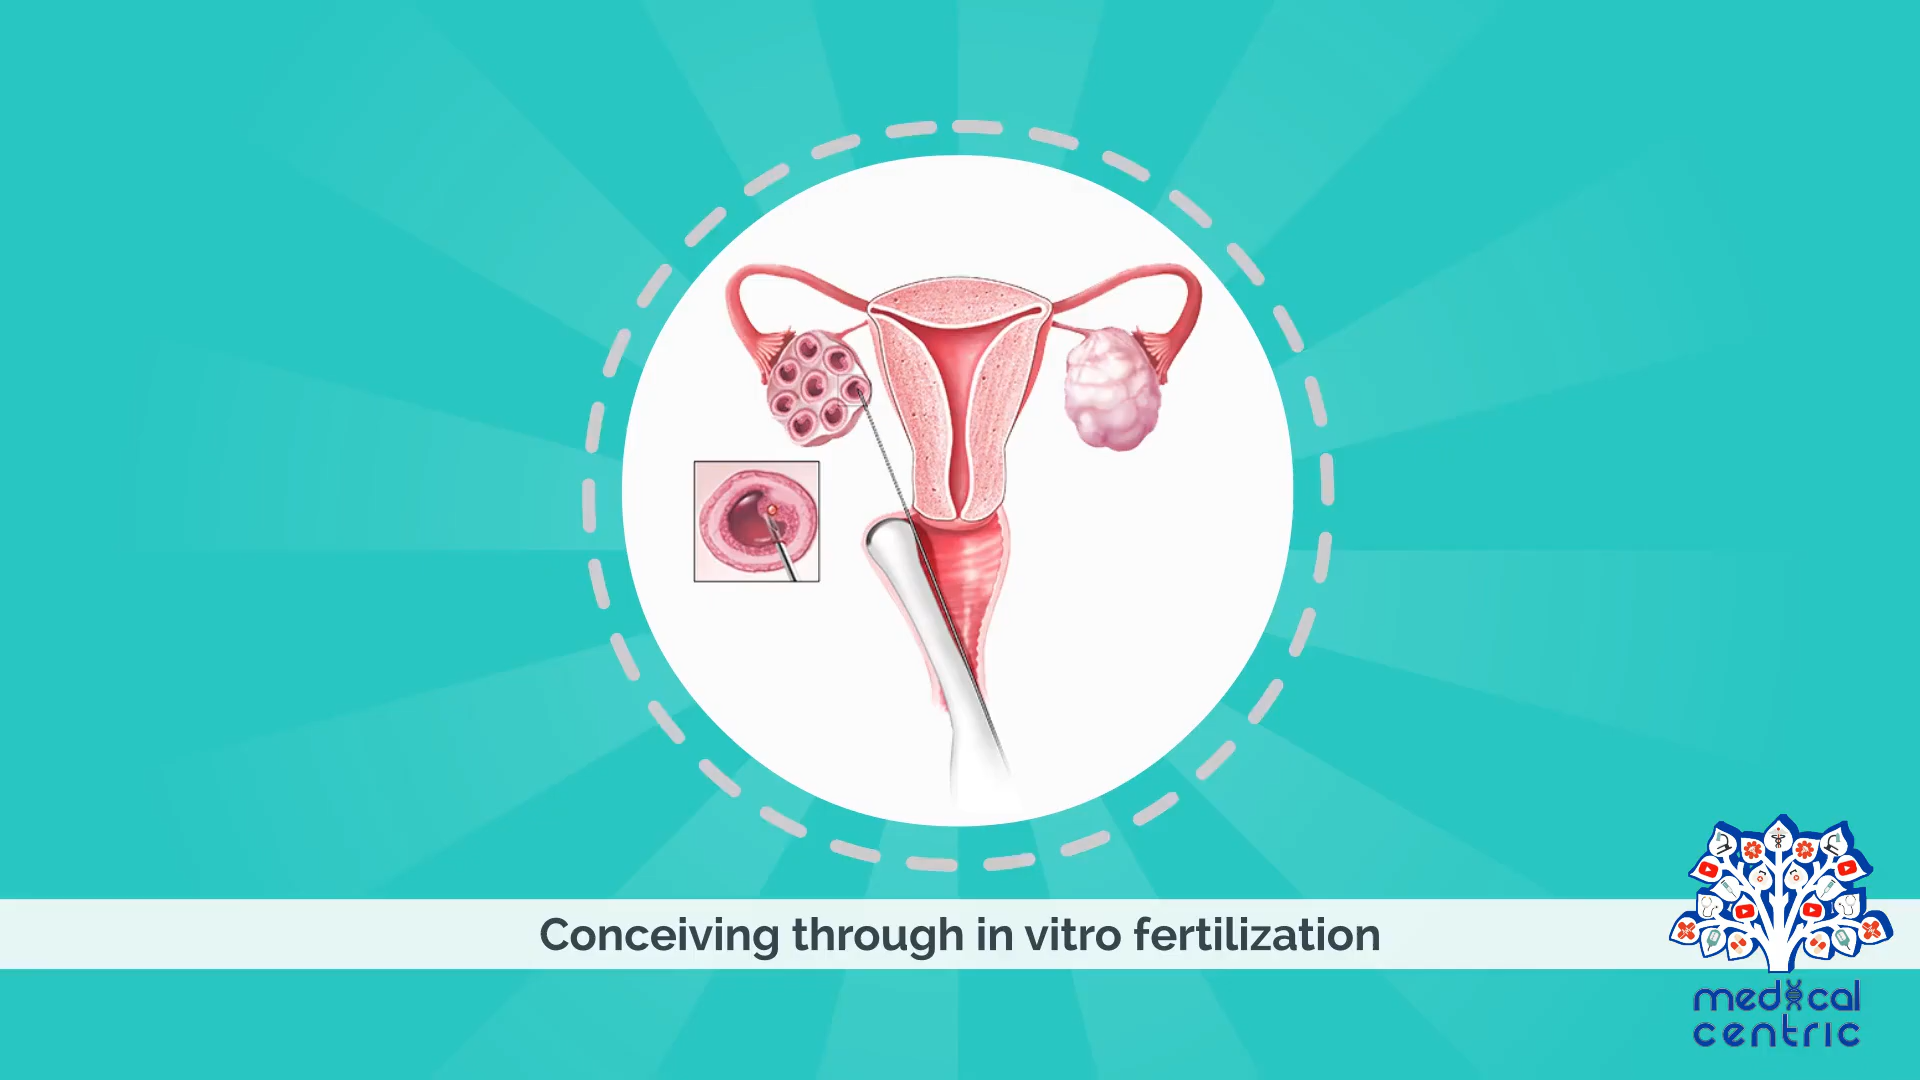 Conceiving through in vitro fertilization
medical
centric